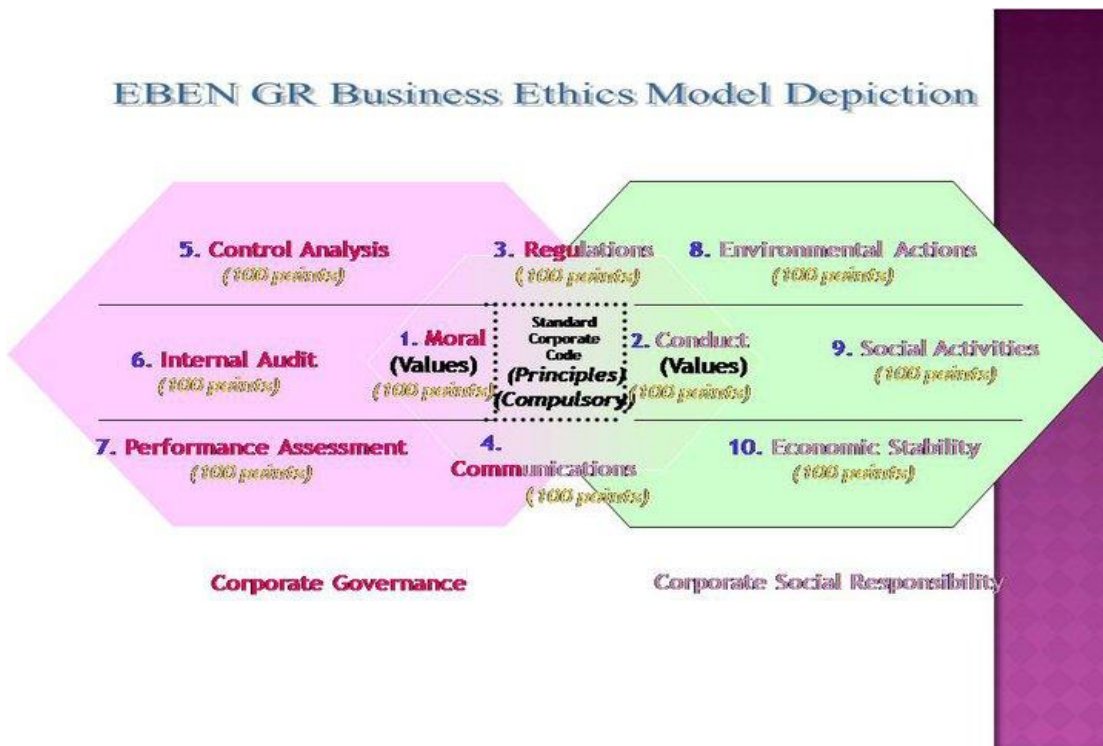 EBEN GR Business Ethics Model Depiction
5. Control Analysis
(100 points)
3. Regulations
(100 points)
8. Environmental Actions
(100 points)
6. Internal Audit
(100 points)
1. Moral
(Values)
(100 points)
Standard
Corporate
Code
(Principles)
(Compulsory)
2. Conduct
(Values)
(100 points)
9. Social Activities
(100 points)
7. Performance Assessment
(100 points)
4.
Communications
(100 points)
10. Economic Stability
(100 points)
Corporate Governance
Corporate Social Responsibility